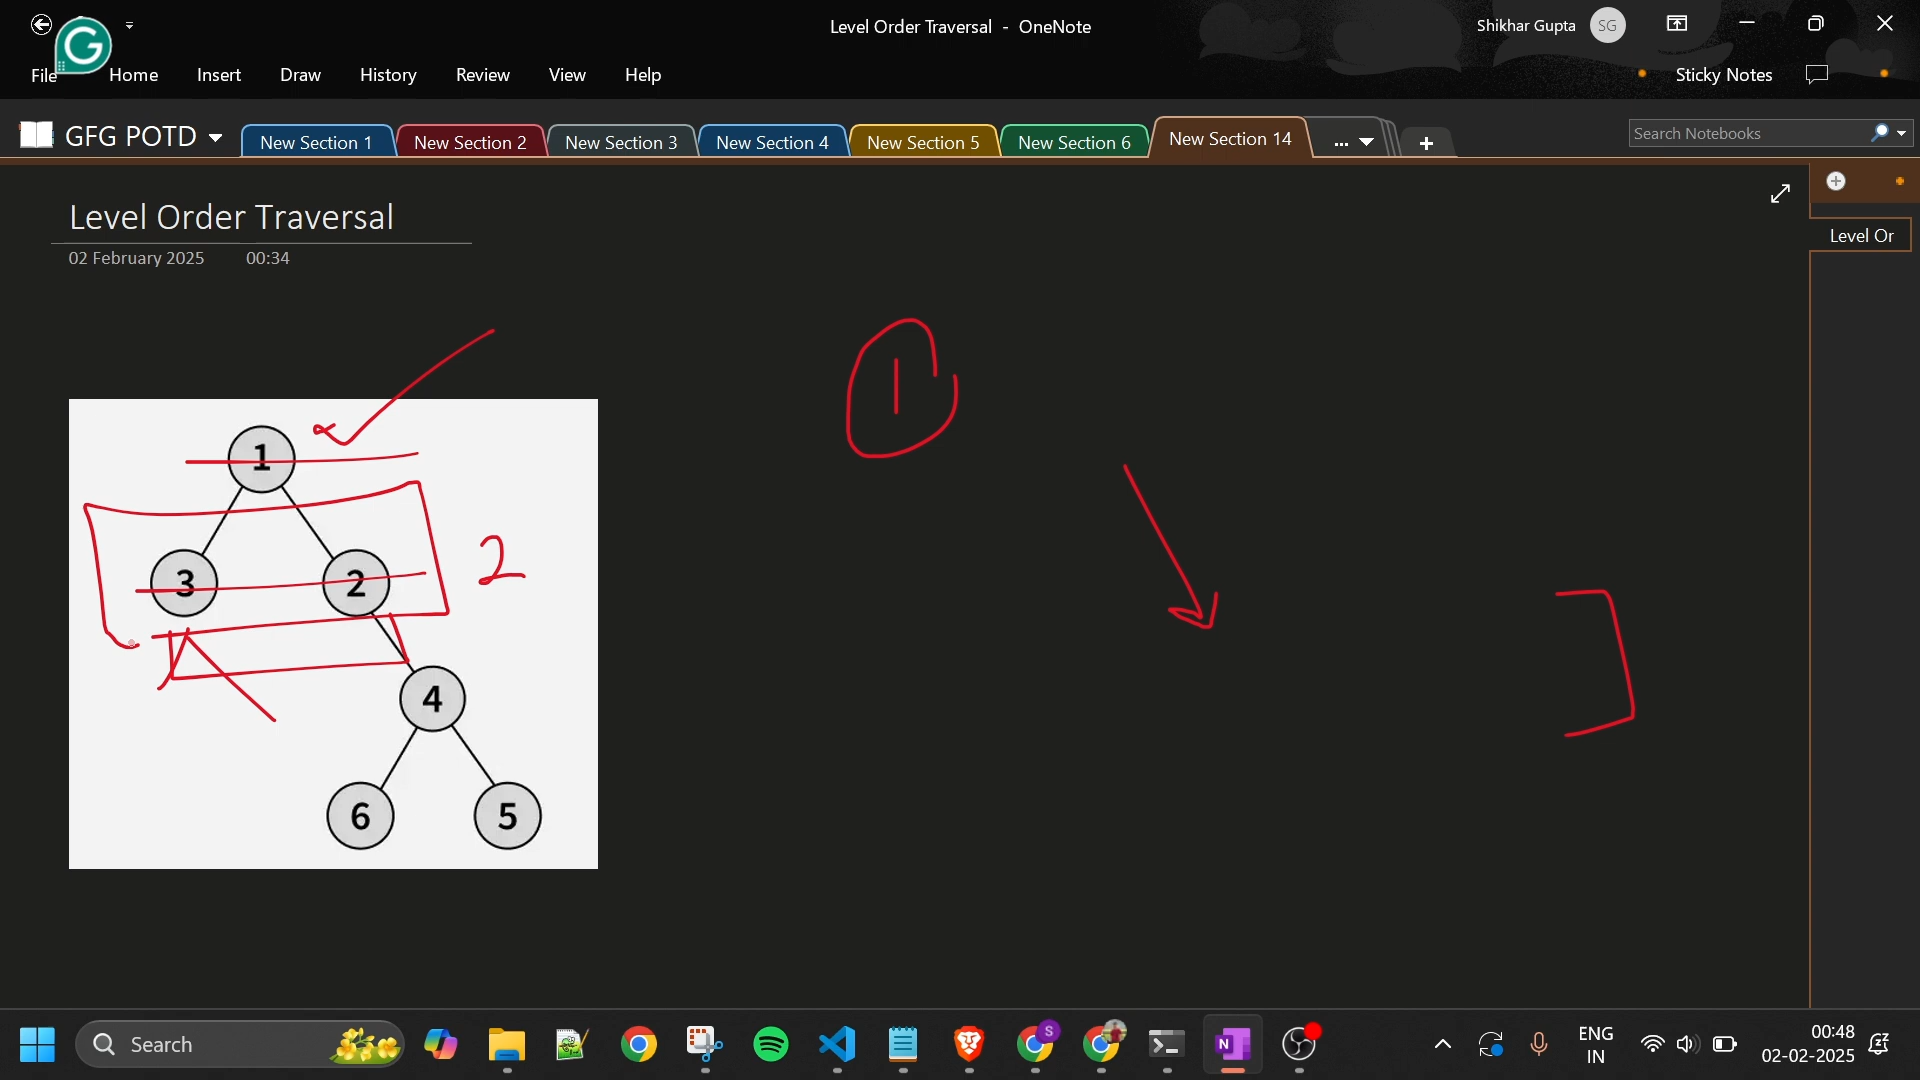 Level Order Traversal - OneNote
Shikhar Gupta SG
G
File Home Insert Draw History Review View Help
Sticky Notes
GFG POTD New Section 1 New Section 2 New Section 3 New Section 4 New Section 5 New Section 6 New Section 14 ... +
Search Notebooks
Level Order Traversal
Level Or
02 February 2025 00:34
1
1
3 2 2
4
6 5
Search
S
N
ENG
IN
00:48
02-02-2025